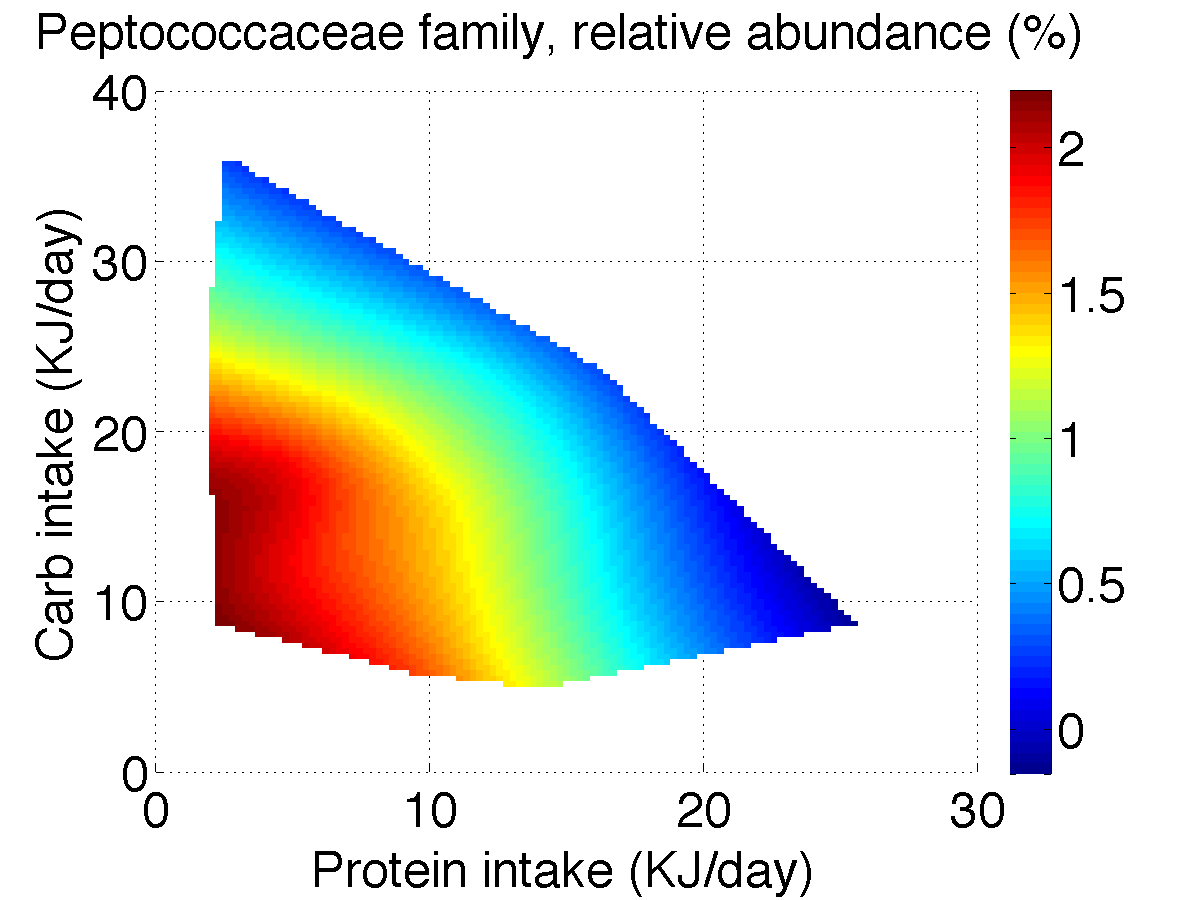 Peptococcaceae family, relative abundance (%)
40
30
20
10
0
0 10 20 30
Carb intake (KJ/day)
Protein intake (KJ/day)
2
1.5
1
0.5
0